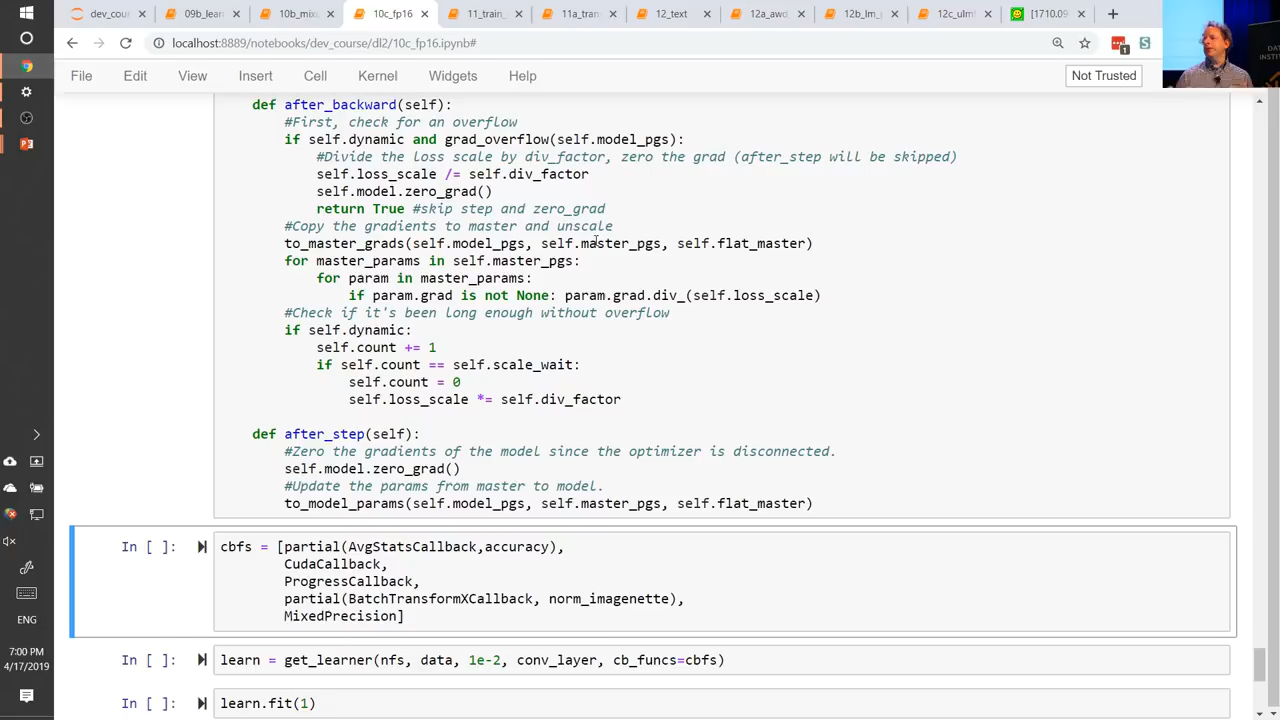 dev_cou
09b_lear
10b_mix
10c_fp16
11_train_
11a_tran
12_text
12a_awd
12b_lm_
12c_ulm
[1710.09
localhost:8889/notebooks/dev_course/dl2/10c_fp16.ipynb#
1
S
DA
INSTIT
File Edit View Insert Cell Kernel Widgets Help
Not Trusted
def after_backward(self):
#First, check for an overflow
if self.dynamic and grad_overflow(self.model_pgs):
#Divide the loss scale by div_factor, zero the grad (after_step will be skipped)
self.loss_scale /= self.div_factor
self.model.zero_grad()
return True #skip step and zero_grad
#Copy the gradients to master and unscale
to_master_grads(self.model_pgs, self.master_pgs, self.flat_master)
for master_params in self.master_pgs:
for param in master_params:
if param.grad is not None: param.grad.div_(self.loss_scale)
#Check if it's been long enough without overflow
if self.dynamic:
self.count += 1
if self.count == self.scale_wait:
self.count = 0
self.loss_scale *= self.div_factor
def after_step(self):
#Zero the gradients of the model since the optimizer is disconnected.
self.model.zero_grad()
#Update the params from master to model.
to_model_params(self.model_pgs, self.master_pgs, self.flat_master)
In [ ]: cbfs = [partial(AvgStatsCallback,accuracy),
CudaCallback,
ProgressCallback,
partial(BatchTransformXCallback, norm_imagenette),
MixedPrecision]
In [ ]: learn = get_learner(nfs, data, 1e-2, conv_layer, cb_funcs=cbfs)
In [ ]: learn.fit(1)
ENG
7:00 PM
4/17/2019